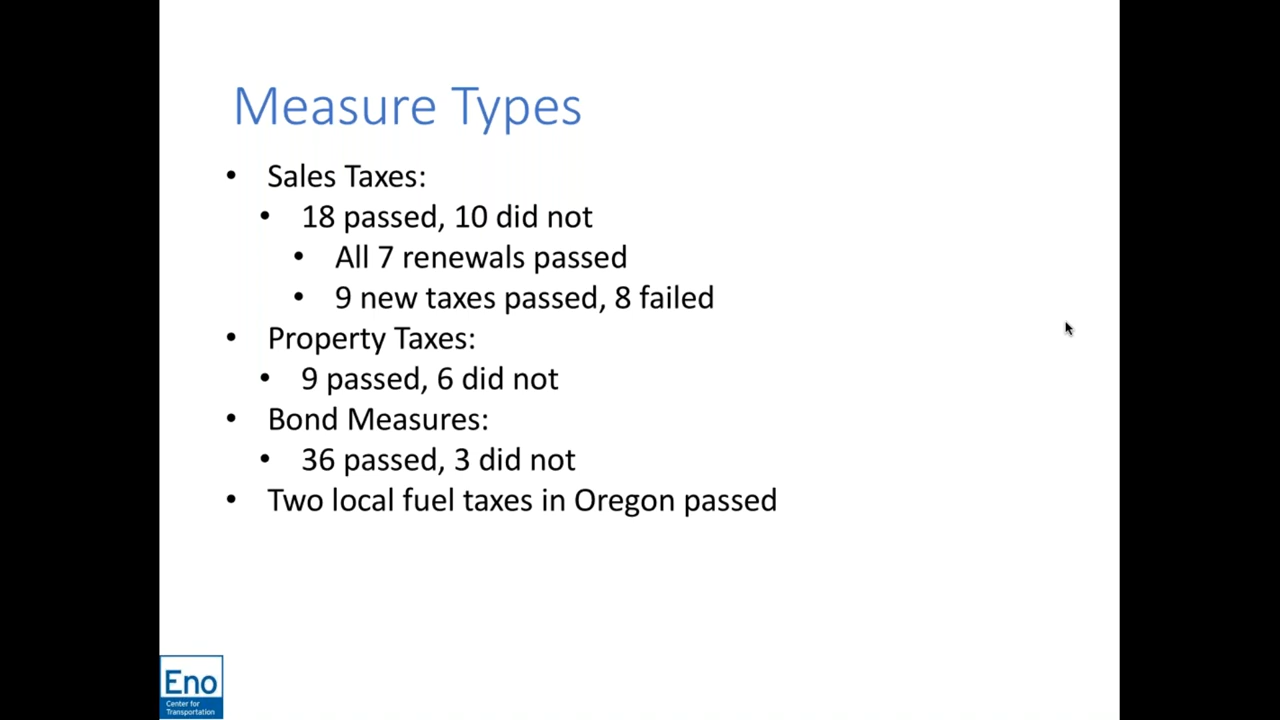 Measure Types
• Sales Taxes:
• 18 passed, 10 did not
• All 7 renewals passed
• 9 new taxes passed, 8 failed
• Property Taxes:
• 9 passed, 6 did not
• Bond Measures:
• 36 passed, 3 did not
• Two local fuel taxes in Oregon passed
Eno
Center for
Transportation